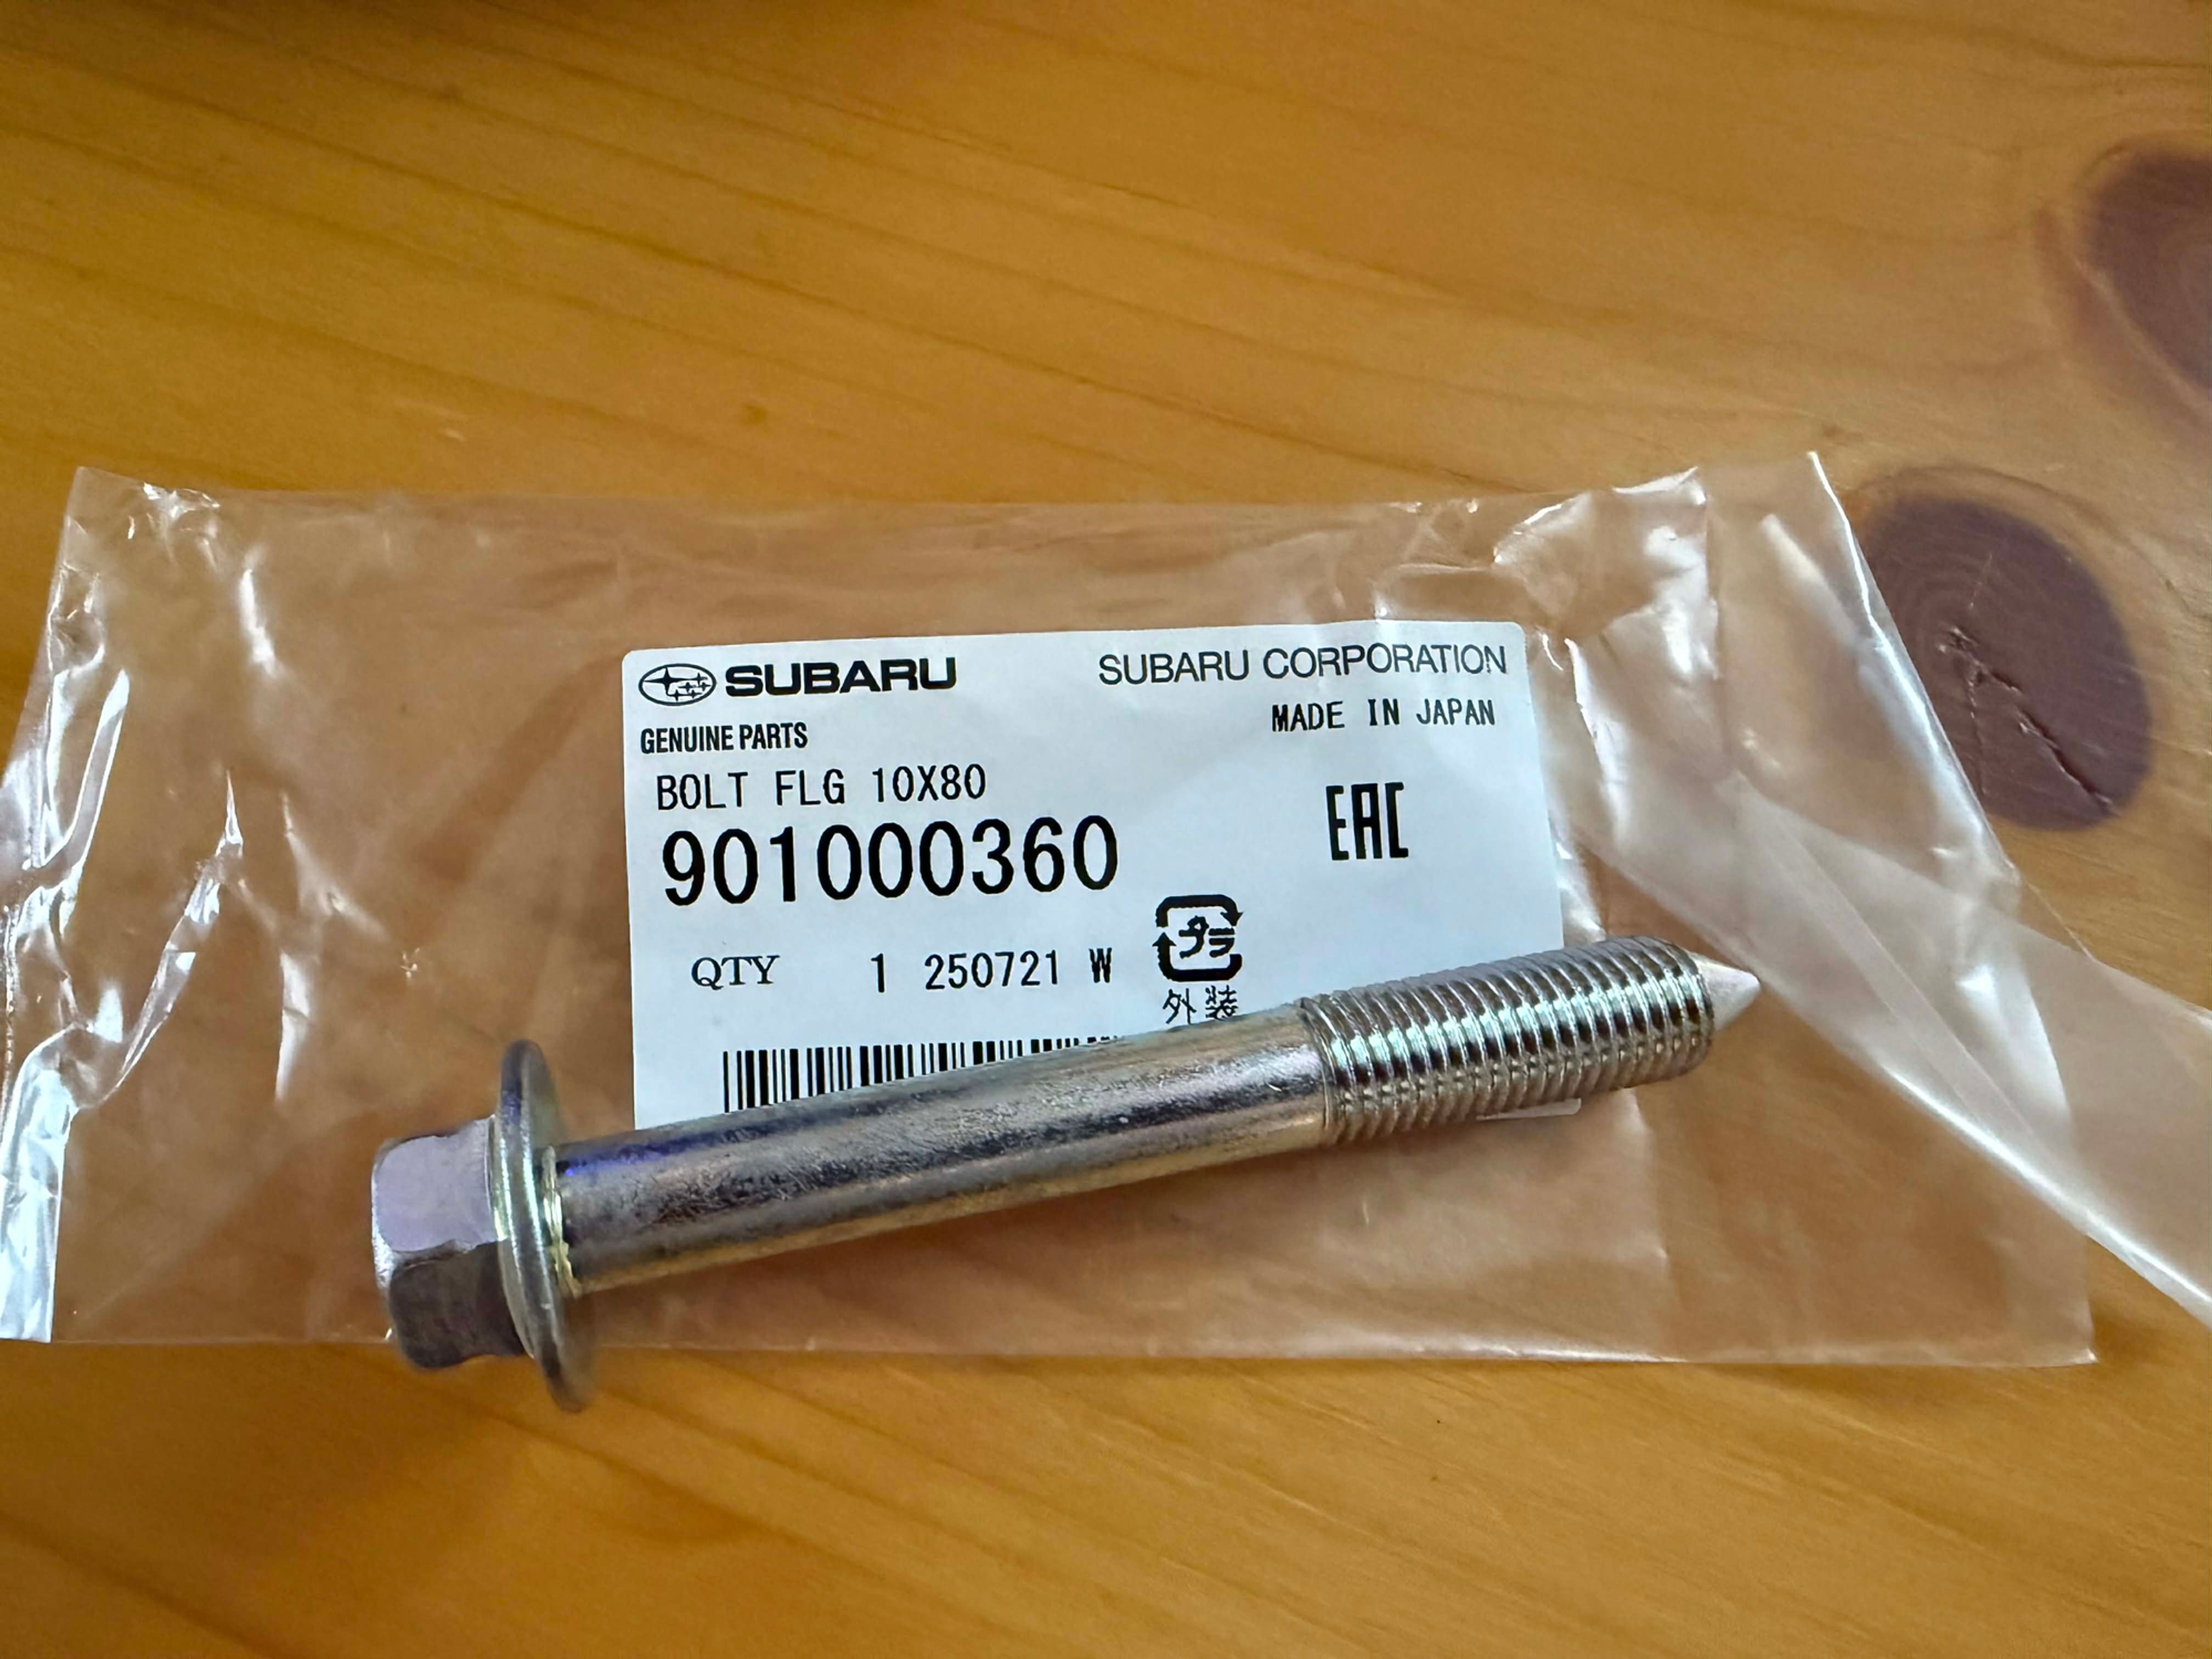 SUBARU SUBARU CORPORATION
GENUINE PARTS MADE IN JAPAN
BOLT FLG 10X80
901000360 EAC
QTY 1 250721 W プラ
外装